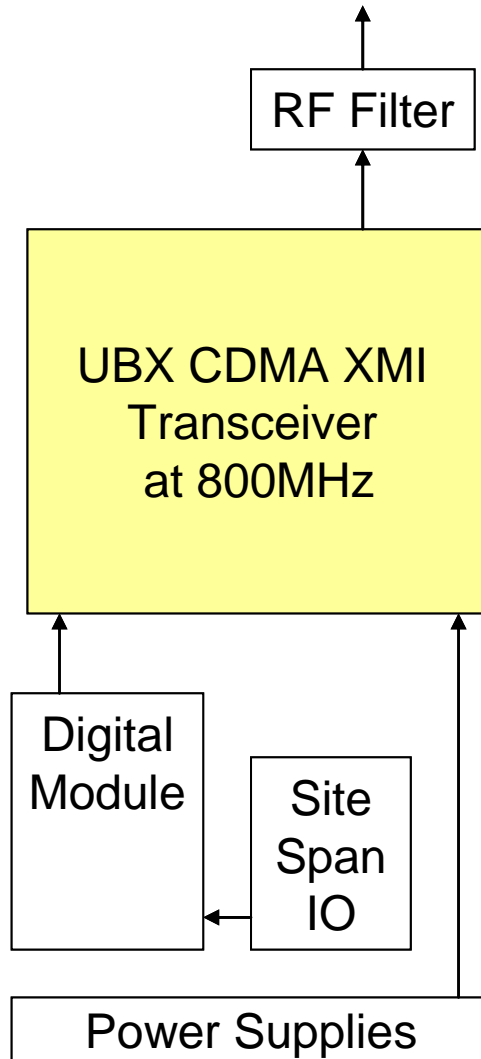 RF Filter
UBX CDMA XMI
Transceiver
at 800MHz
Digital
Module
Site
Span
IO
Power Supplies